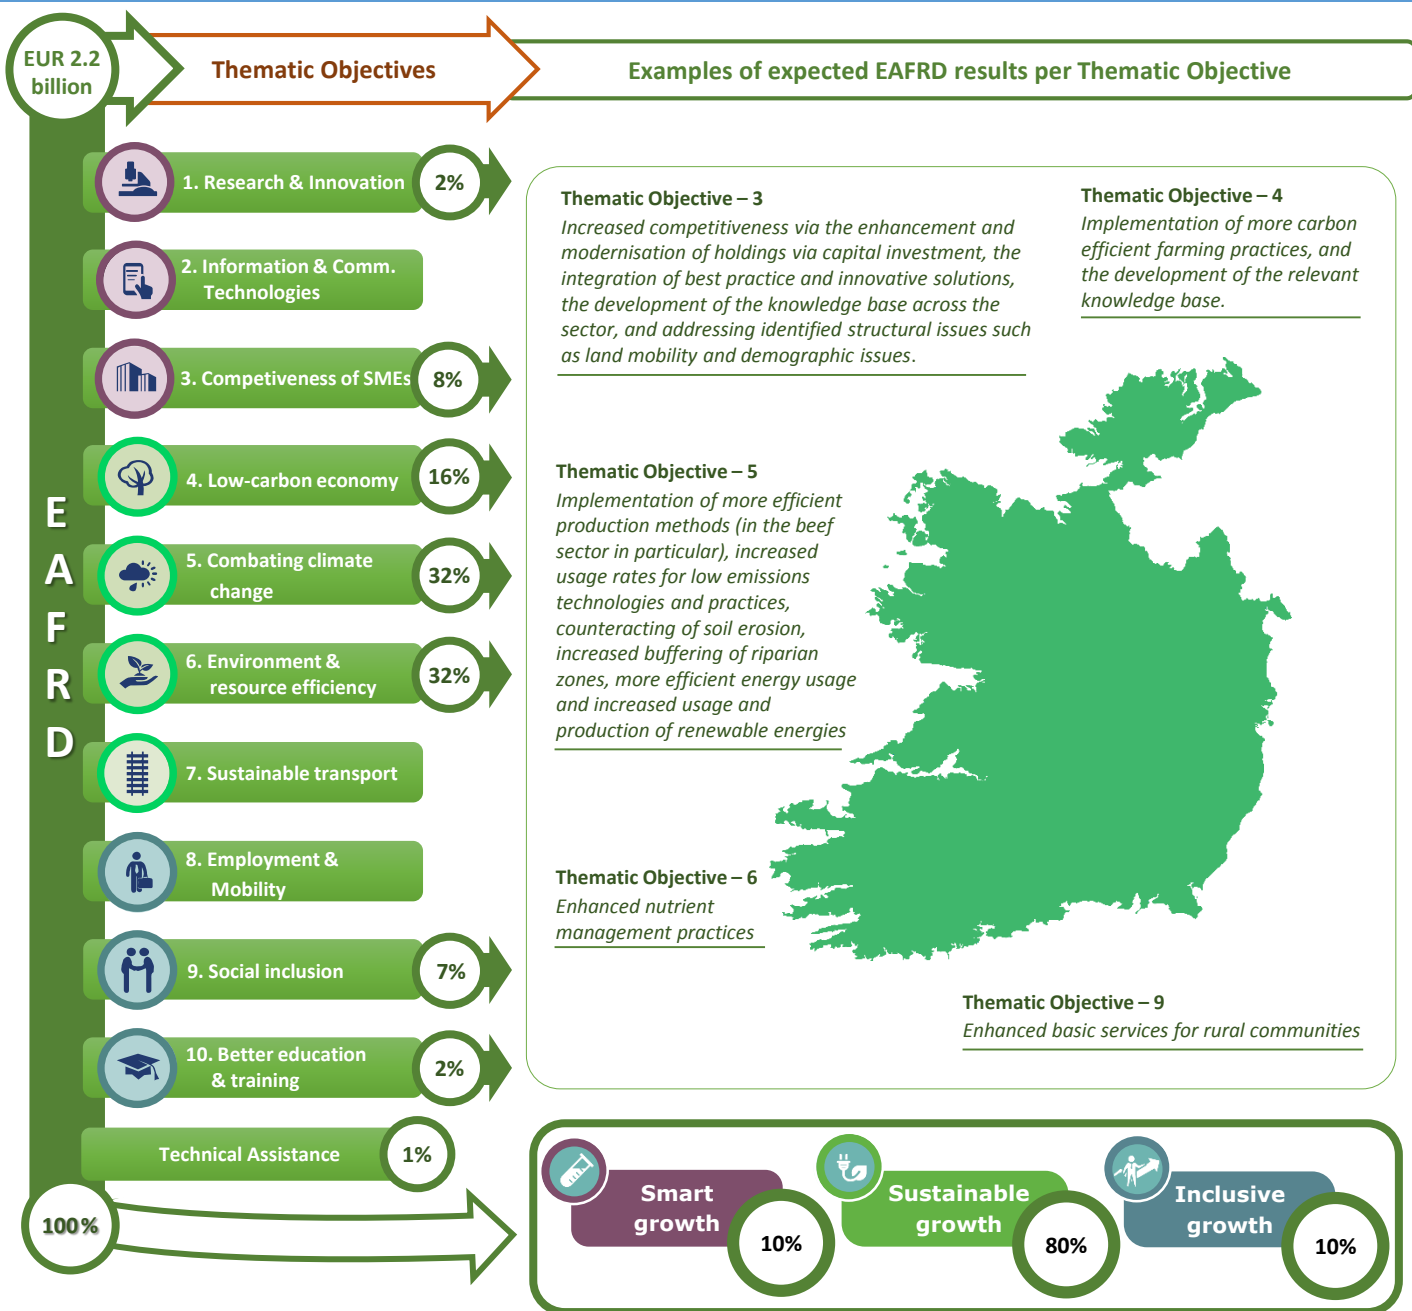 EUR 2.2
billion
Thematic Objectives
Examples of expected EAFRD results per Thematic Objective
E
A
F
R
D
1. Research & Innovation
2%
2. Information & Comm.
Technologies
3. Competiveness of SMEs
8%
4. Low-carbon economy
16%
5. Combating climate
change
32%
6. Environment &
resource efficiency
32%
7. Sustainable transport
8. Employment &
Mobility
9. Social inclusion
7%
10. Better education
& training
2%
Technical Assistance
1%
100%
Thematic Objective – 3
Increased competitiveness via the enhancement and
modernisation of holdings via capital investment, the
integration of best practice and innovative solutions,
the development of the knowledge base across the
sector, and addressing identified structural issues such
as land mobility and demographic issues.
Thematic Objective – 4
Implementation of more carbon
efficient farming practices, and
the development of the relevant
knowledge base.
Thematic Objective – 5
Implementation of more efficient
production methods (in the beef
sector in particular), increased
usage rates for low emissions
technologies and practices,
counteracting of soil erosion,
increased buffering of riparian
zones, more efficient energy usage
and increased usage and
production of renewable energies
Thematic Objective – 6
Enhanced nutrient
management practices
Thematic Objective – 9
Enhanced basic services for rural communities
Smart
growth
10%
Sustainable
growth
80%
Inclusive
growth
10%